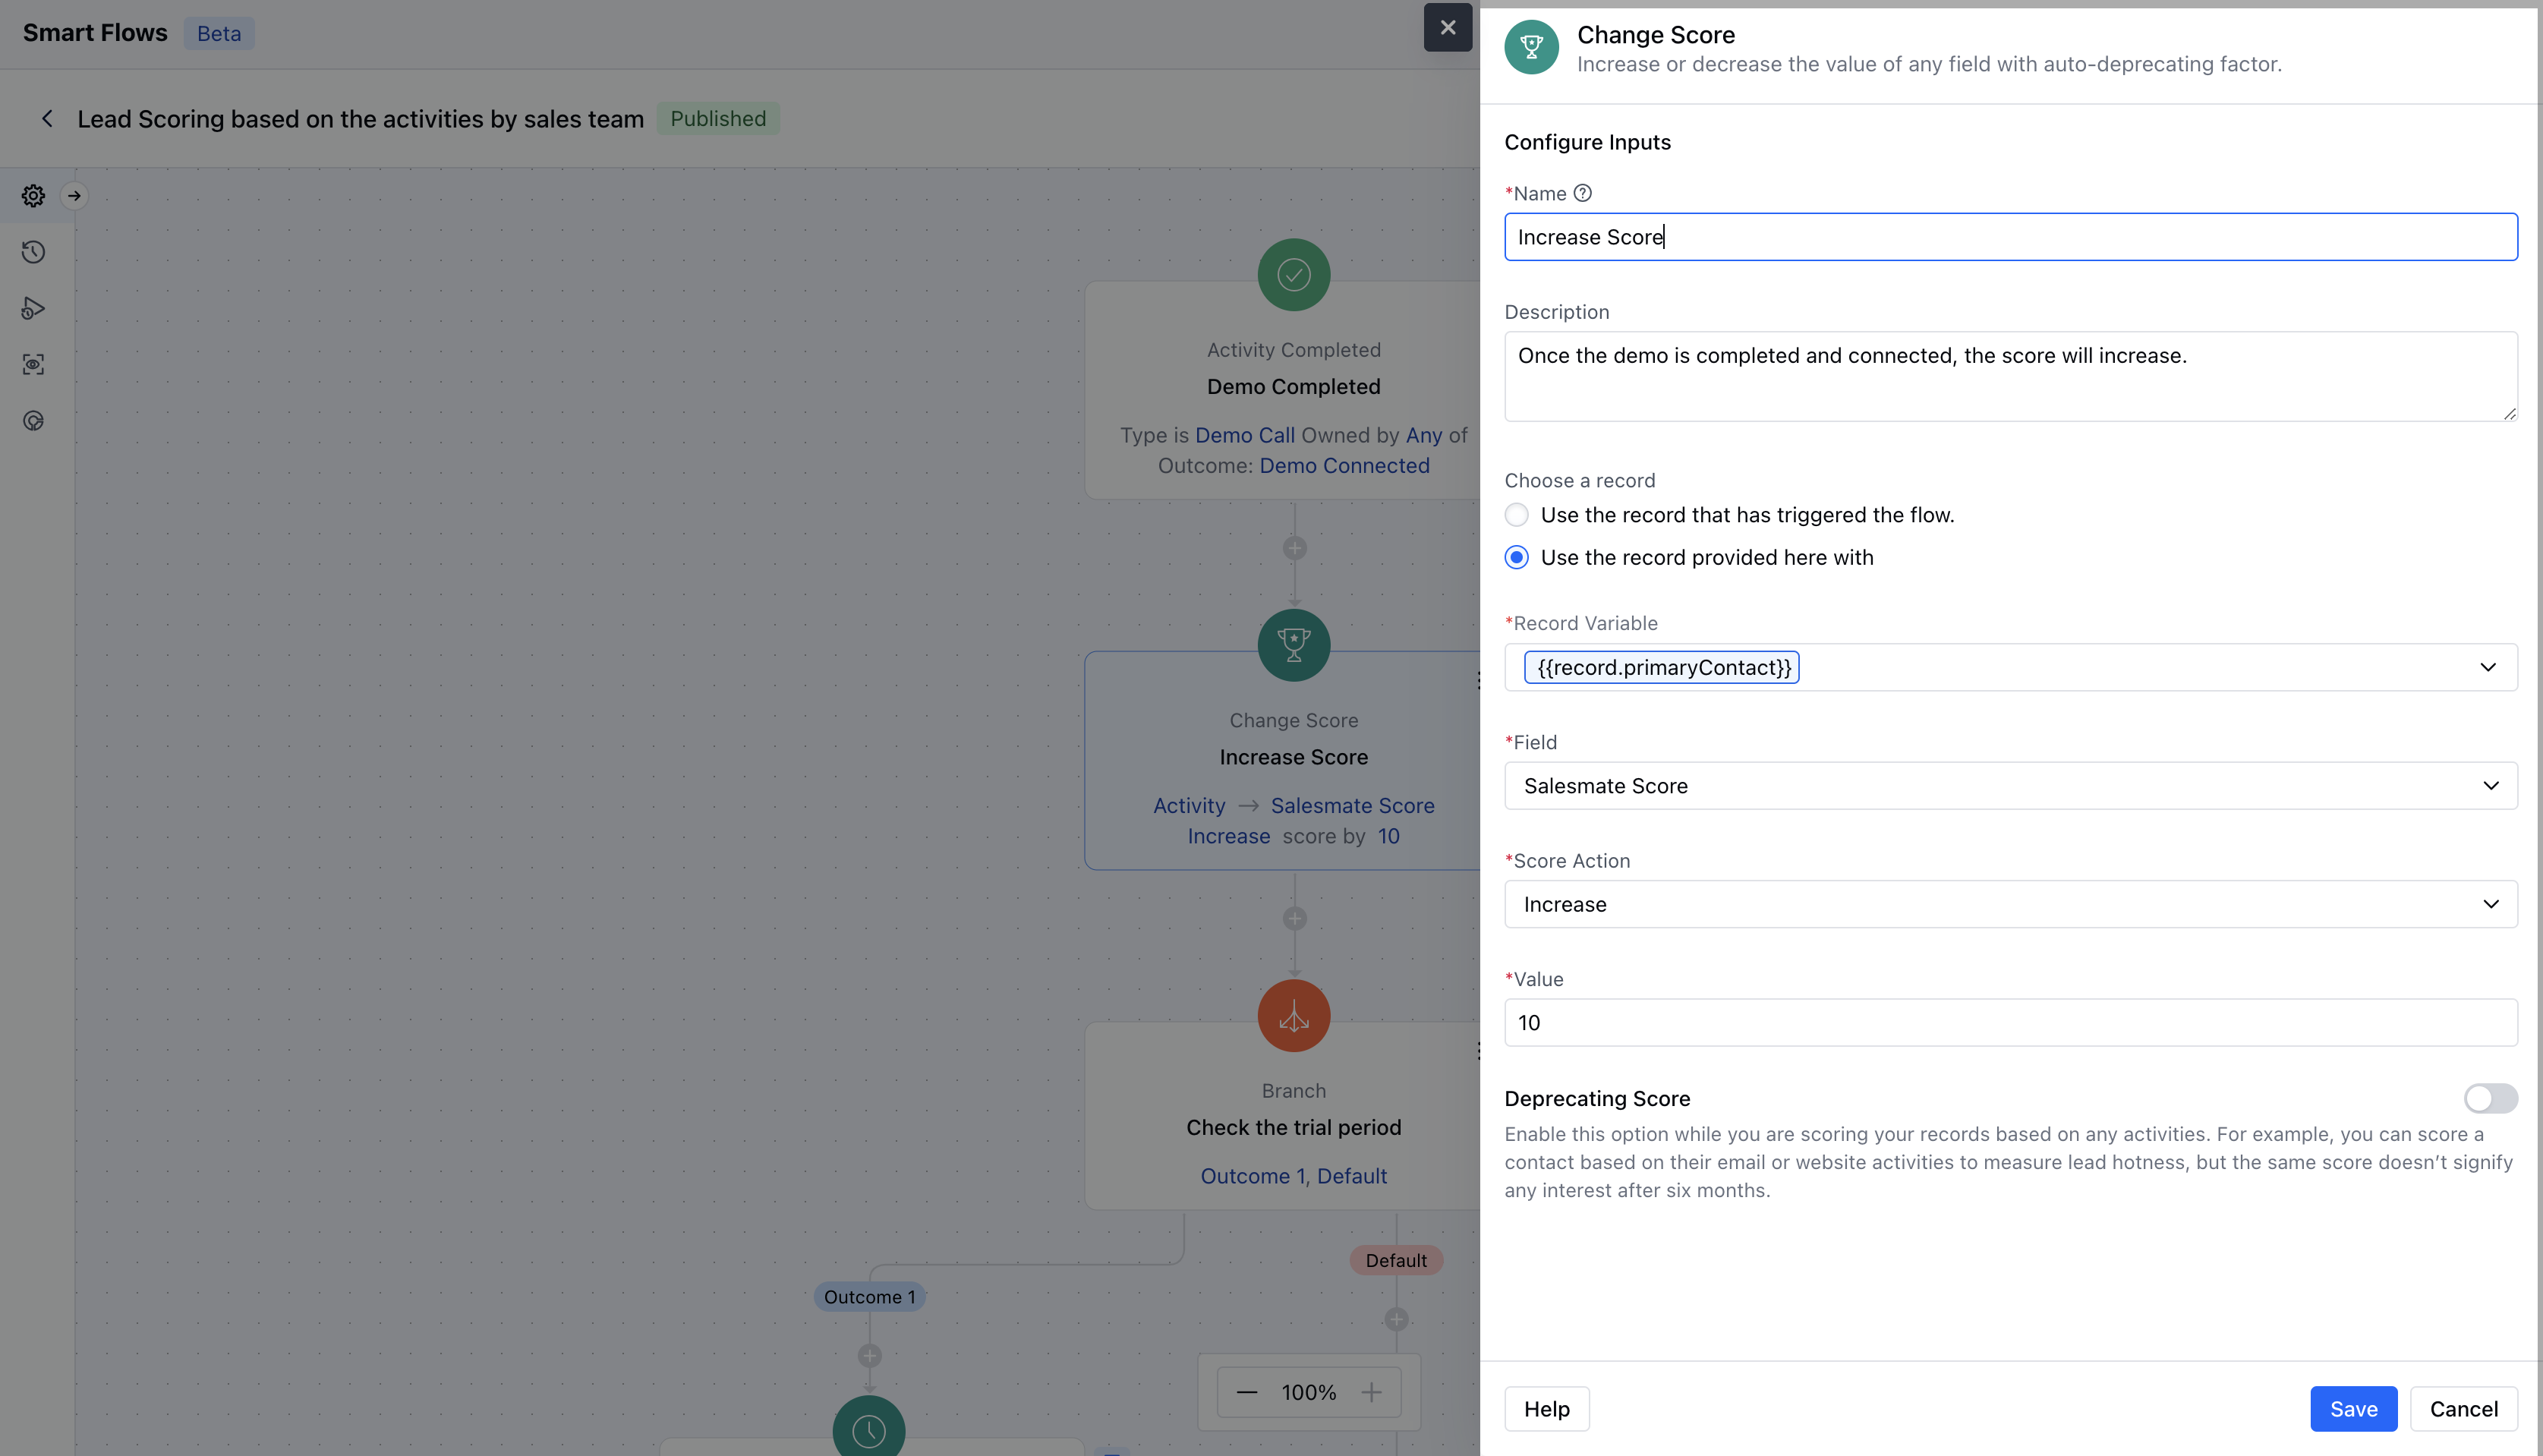 Smart Flows
Beta
Lead Scoring based on the activities by sales team
Published
Activity Completed
Demo Completed
Type is Demo Call Owned by Any of
Outcome: Demo Connected
Change Score
Increase Score
Activity → Salesmate Score
Increase score by 10
Branch
Check the trial period
Outcome 1, Default
Default
Outcome 1
100%
Change Score
Increase or decrease the value of any field with auto-deprecating factor.
Configure Inputs
*Name
Increase Score
Description
Once the demo is completed and connected, the score will increase.
Choose a record
Use the record that has triggered the flow.
Use the record provided here with
*Record Variable
{{record.primaryContact}}
*Field
Salesmate Score
*Score Action
Increase
*Value
10
Deprecating Score
Enable this option while you are scoring your records based on any activities. For example, you can score a
contact based on their email or website activities to measure lead hotness, but the same score doesn't signify
any interest after six months.
Help
Save
Cancel